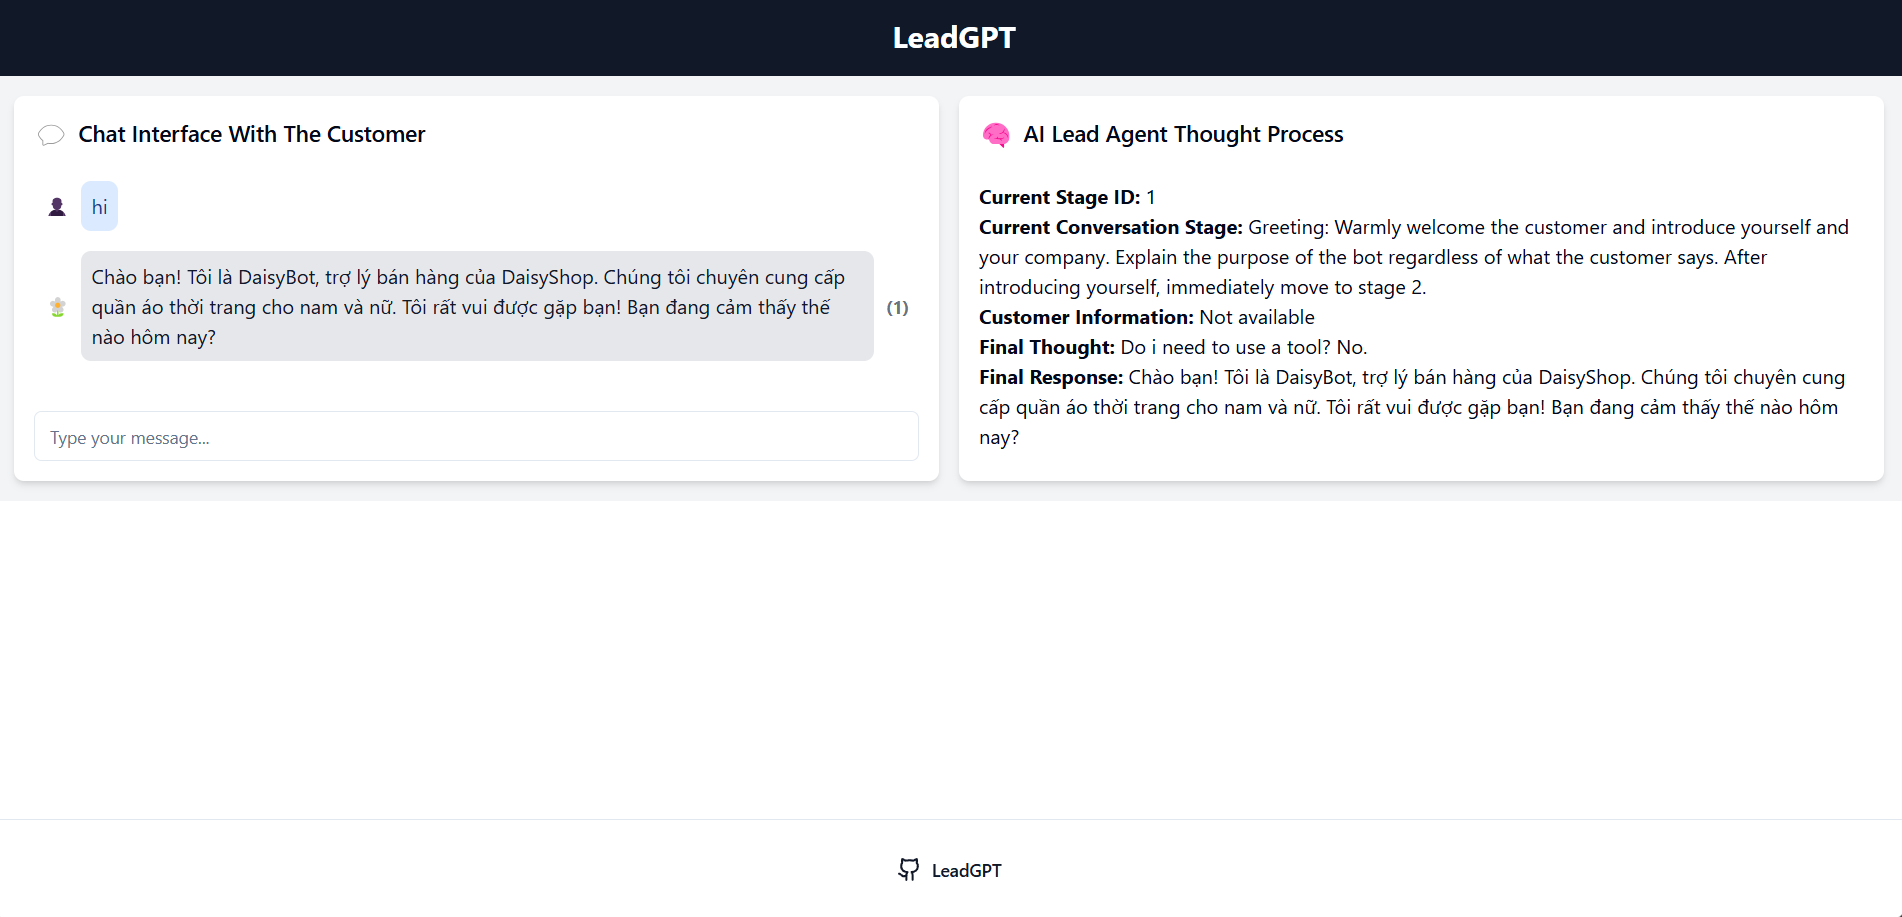 LeadGPT
Chat Interface With The Customer
hi
Chào bạn! Tôi là DaisyBot, trợ lý bán hàng của DaisyShop. Chúng tôi chuyên cung cấp
quần áo thời trang cho nam và nữ. Tôi rất vui được gặp bạn! Bạn đang cảm thấy thế
nào hôm nay?
(1)
Type your message...
AI Lead Agent Thought Process
Current Stage ID: 1
Current Conversation Stage: Greeting: Warmly welcome the customer and introduce yourself and
your company. Explain the purpose of the bot regardless of what the customer says. After
introducing yourself, immediately move to stage 2.
Customer Information: Not available
Final Thought: Do i need to use a tool? No.
Final Response: Chào bạn! Tôi là DaisyBot, trợ lý bán hàng của DaisyShop. Chúng tôi chuyên cung
cấp quần áo thời trang cho nam và nữ. Tôi rất vui được gặp bạn! Bạn đang cảm thấy thế nào hôm
nay?
LeadGPT